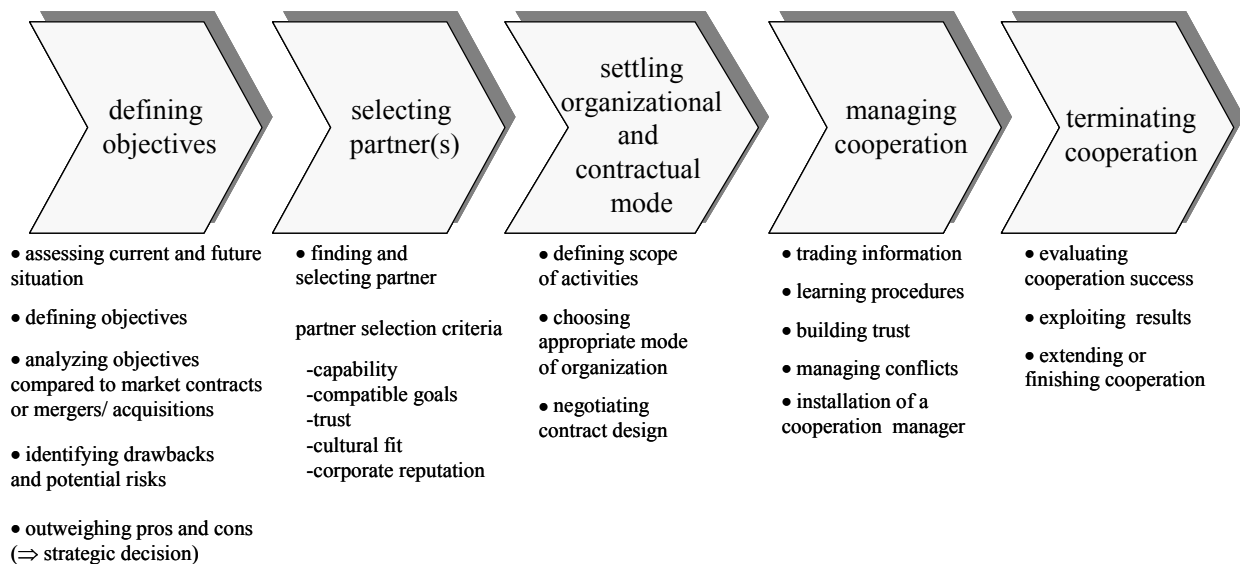 defining
objectives
selecting
partner(s)
settling
organizational
and
contractual
mode
managing
cooperation
terminating
cooperation
• assessing current and future
situation
• defining objectives
• analyzing objectives
compared to market contracts
or mergers/ acquisitions
• identifying drawbacks
and potential risks
• outweighing pros and cons
(⇒ strategic decision)
• finding and
selecting partner
partner selection criteria
-capability
-compatible goals
-trust
-cultural fit
-corporate reputation
• defining scope
of activities
• choosing
appropriate mode
of organization
• negotiating
contract design
• trading information
• learning procedures
• building trust
• managing conflicts
• installation of a
cooperation manager
• evaluating
cooperation success
• exploiting results
• extending or
finishing cooperation